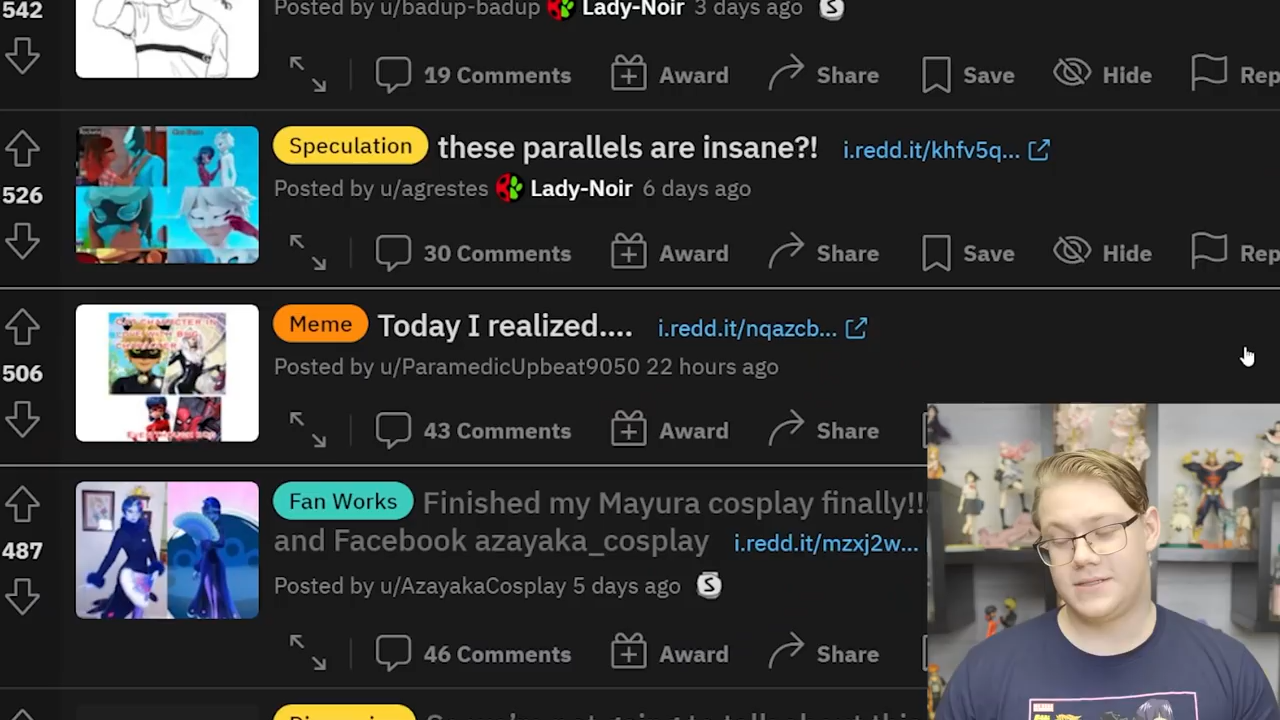 542
Posted by u/badup-badup Lady-Noir 3 days ago
19 Comments Award Share Save Hide Rep
526
Speculation these parallels are insane?! i.redd.it/khfv5q...
Posted by u/agrestes Lady-Noir 6 days ago
30 Comments Award Share Save Hide Rep
506
Meme Today I realized.... i.redd.it/nqazcb...
Posted by u/ParamedicUpbeat9050 22 hours ago
43 Comments Award Share
487
Fan Works Finished my Mayura cosplay finally!!!
and Facebook azayaka_cosplay i.redd.it/mzxj2w...
Posted by u/AzayakaCosplay 5 days ago
46 Comments Award Share